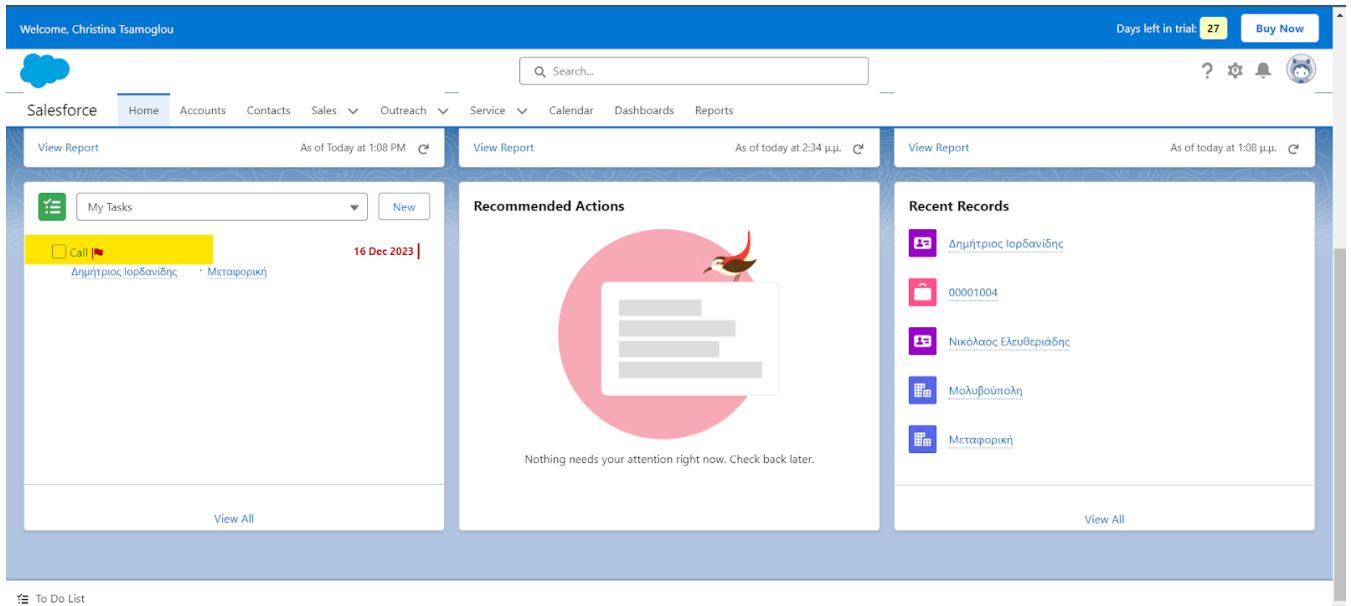 Welcome, Christina Tsamoglou
Days left in trial: 27 Buy Now
Search...
Salesforce Home Accounts Contacts Sales Outreach Service Calendar Dashboards Reports
View Report As of Today at 1:08 PM
View Report As of today at 2:34 μ.μ.
View Report As of today at 1:08 μ.μ.
My Tasks New
Call 16 Dec 2023
Δημήτριος Ιορδανίδης · Μεταφορική
View All
Recommended Actions
Nothing needs your attention right now. Check back later.
Recent Records
Δημήτριος Ιορδανίδης
00001004
Νικόλαος Ελευθεριάδης
Μολυβούπολη
Μεταφορική
View All
To Do List